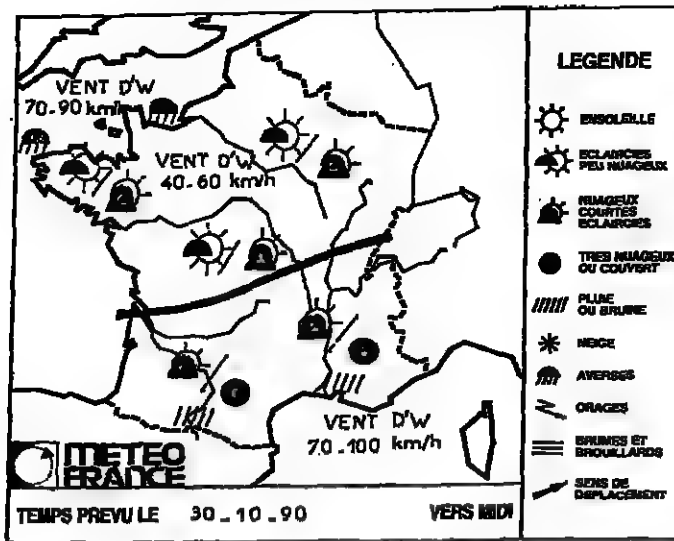 VENT D'W
70-90 km/h
VENT D'W
40-60 km/h
VENT D'W
70-100 km/h
METEO
FRANCE
TEMPS PREVU LE 30-10-90 VERS MIDI
LEGENDE
ENSOLEILLE
ECLAIRCIES
PEU NUAGEUX
NUAGEUX
COURTES
ECLAIRCIES
TRES NUAGEUX
OU COUVERT
PLUIE
OU BRUINE
NEIGE
AVERSES
ORAGES
BRUMES ET
BROUILLARDS
SENS DE
DEPLACEMENT